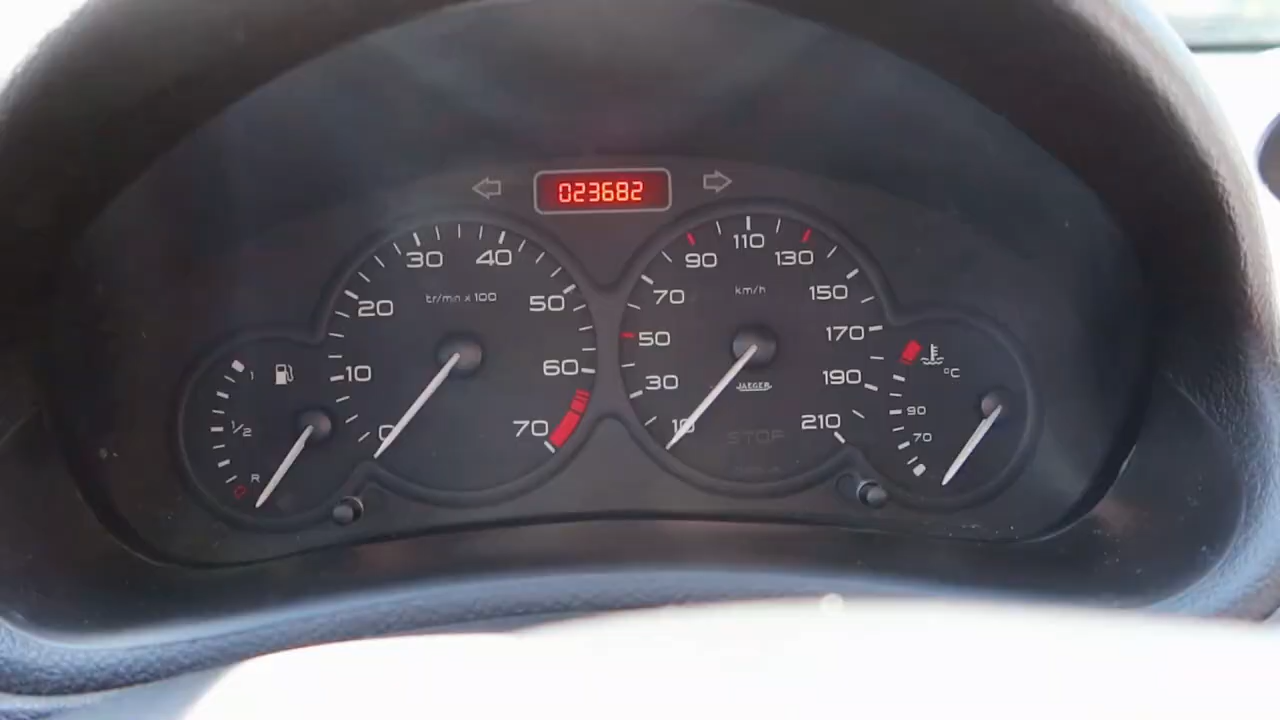 023682
0 10 20 30 40 50 60 70
tr/min x 100
10 30 50 70 90 110 130 150 170 190 210
km/h
JAEGER
STOP
1
1/2
R
°C
90
70